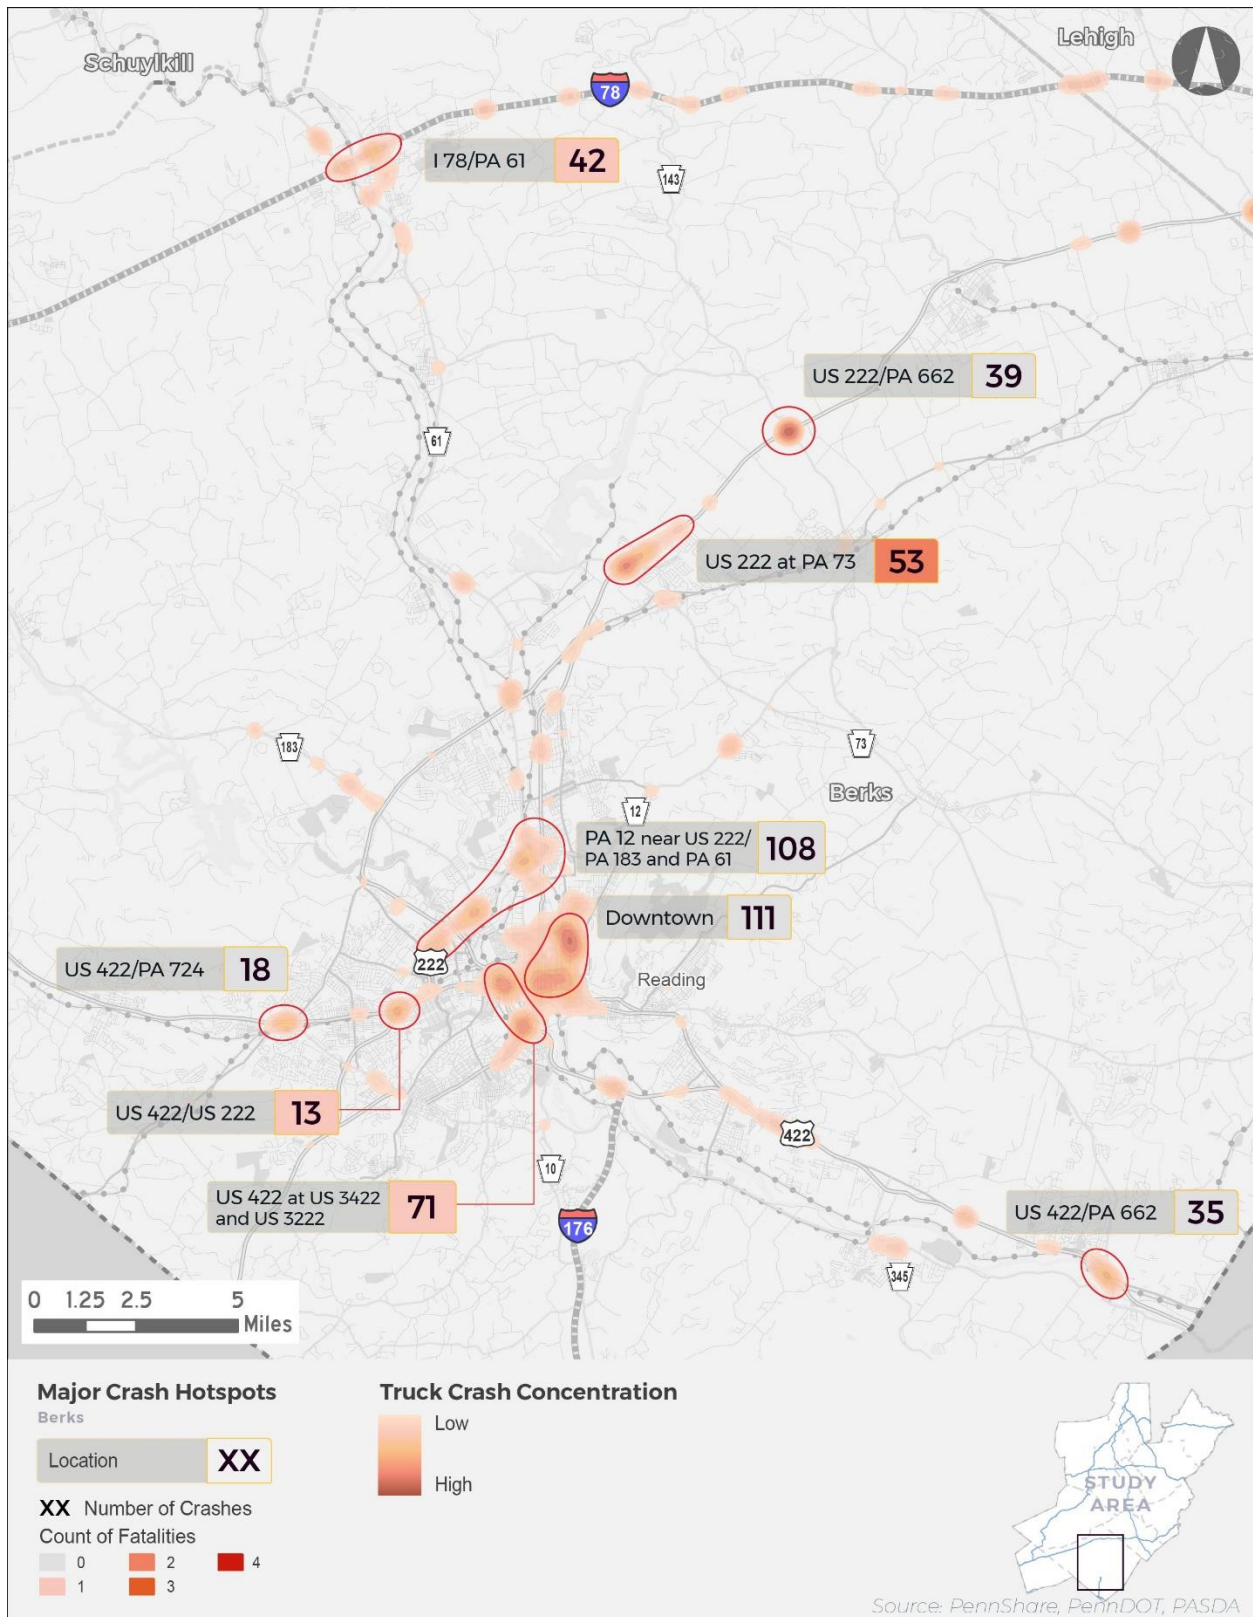 Schuylkill
Lehigh
78
I 78/PA 61
42
143
US 222/PA 662
39
61
US 222 at PA 73
53
183
73
Berks
12
PA 12 near US 222/
PA 183 and PA 61
108
Downtown
111
222
US 422/PA 724
18
Reading
US 422/US 222
13
422
10
US 422 at US 3422
and US 3222
71
176
US 422/PA 662
35
345
0 1.25 2.5 5
Miles
Major Crash Hotspots
Berks
Location
XX
XX Number of Crashes
Count of Fatalities
0 2 4
1 3
Truck Crash Concentration
Low
High
STUDY
AREA
Source: PennShare, PennDOT, PASDA